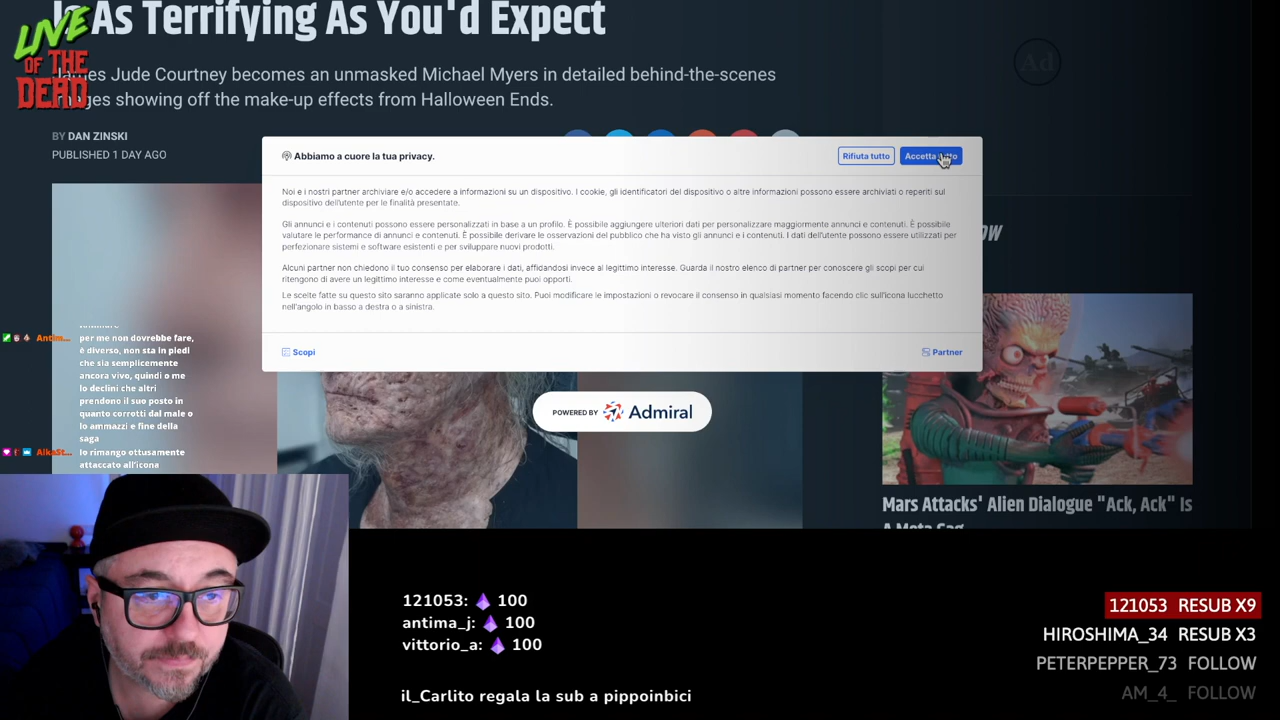 Is As Terrifying As You'd Expect
LIVE
OF THE
DEAD
James Jude Courtney becomes an unmasked Michael Myers in detailed behind-the-scenes
images showing off the make-up effects from Halloween Ends.
Ad
BY DAN ZINSKI
PUBLISHED 1 DAY AGO
Abbiamo a cuore la tua privacy.
Rifiuta tutto
Accetta tutto
Noi e i nostri partner archiviare e/o accedere a informazioni su un dispositivo. I cookie, gli identificatori del dispositivo o altre informazioni possono essere archiviati o reperiti sul
dispositivo dell'utente per le finalità presentate.
Gli annunci e i contenuti possono essere personalizzati in base a un profilo. È possibile aggiungere ulteriori dati per personalizzare maggiormente annunci e contenuti. È possibile
valutare le performance di annunci e contenuti. È possibile derivare le osservazioni del pubblico che ha visto gli annunci e i contenuti. I dati dell'utente possono essere utilizzati per
perfezionare sistemi e software esistenti e per sviluppare nuovi prodotti.
Alcuni partner non chiedono il tuo consenso per elaborare i dati, affidandosi invece al legittimo interesse. Guarda il nostro elenco di partner per conoscere gli scopi per cui
ritengono di avere un legittimo interesse e come eventualmente puoi opporti.
Le scelte fatte su questo sito saranno applicate solo a questo sito. Puoi modificare le impostazioni o revocare il consenso in qualsiasi momento facendo clic sull'icona lucchetto
nell'angolo in basso a destra o a sinistra.
Scopi
Partner
POWERED BY Admiral
Antim...
per me non dovrebbe fare,
é diverso, non sta in piedi
che sia semplicemente
ancora vivo, quindi o me
lo declini che altri
prendono il suo posto in
quanto corrotti dal male o
lo ammazzi e fine della
saga
AikaSt...
Io rimango ottusamente
attaccato all'icona
Mars Attacks' Alien Dialogue "Ack, Ack" Is
A Meta Gag
121053: 100
antima_j: 100
vittorio_a: 100
il_Carlito regala la sub a pippoinbici
121053 RESUB X9
HIROSHIMA_34 RESUB X3
PETERPEPPER_73 FOLLOW
AM_4_ FOLLOW